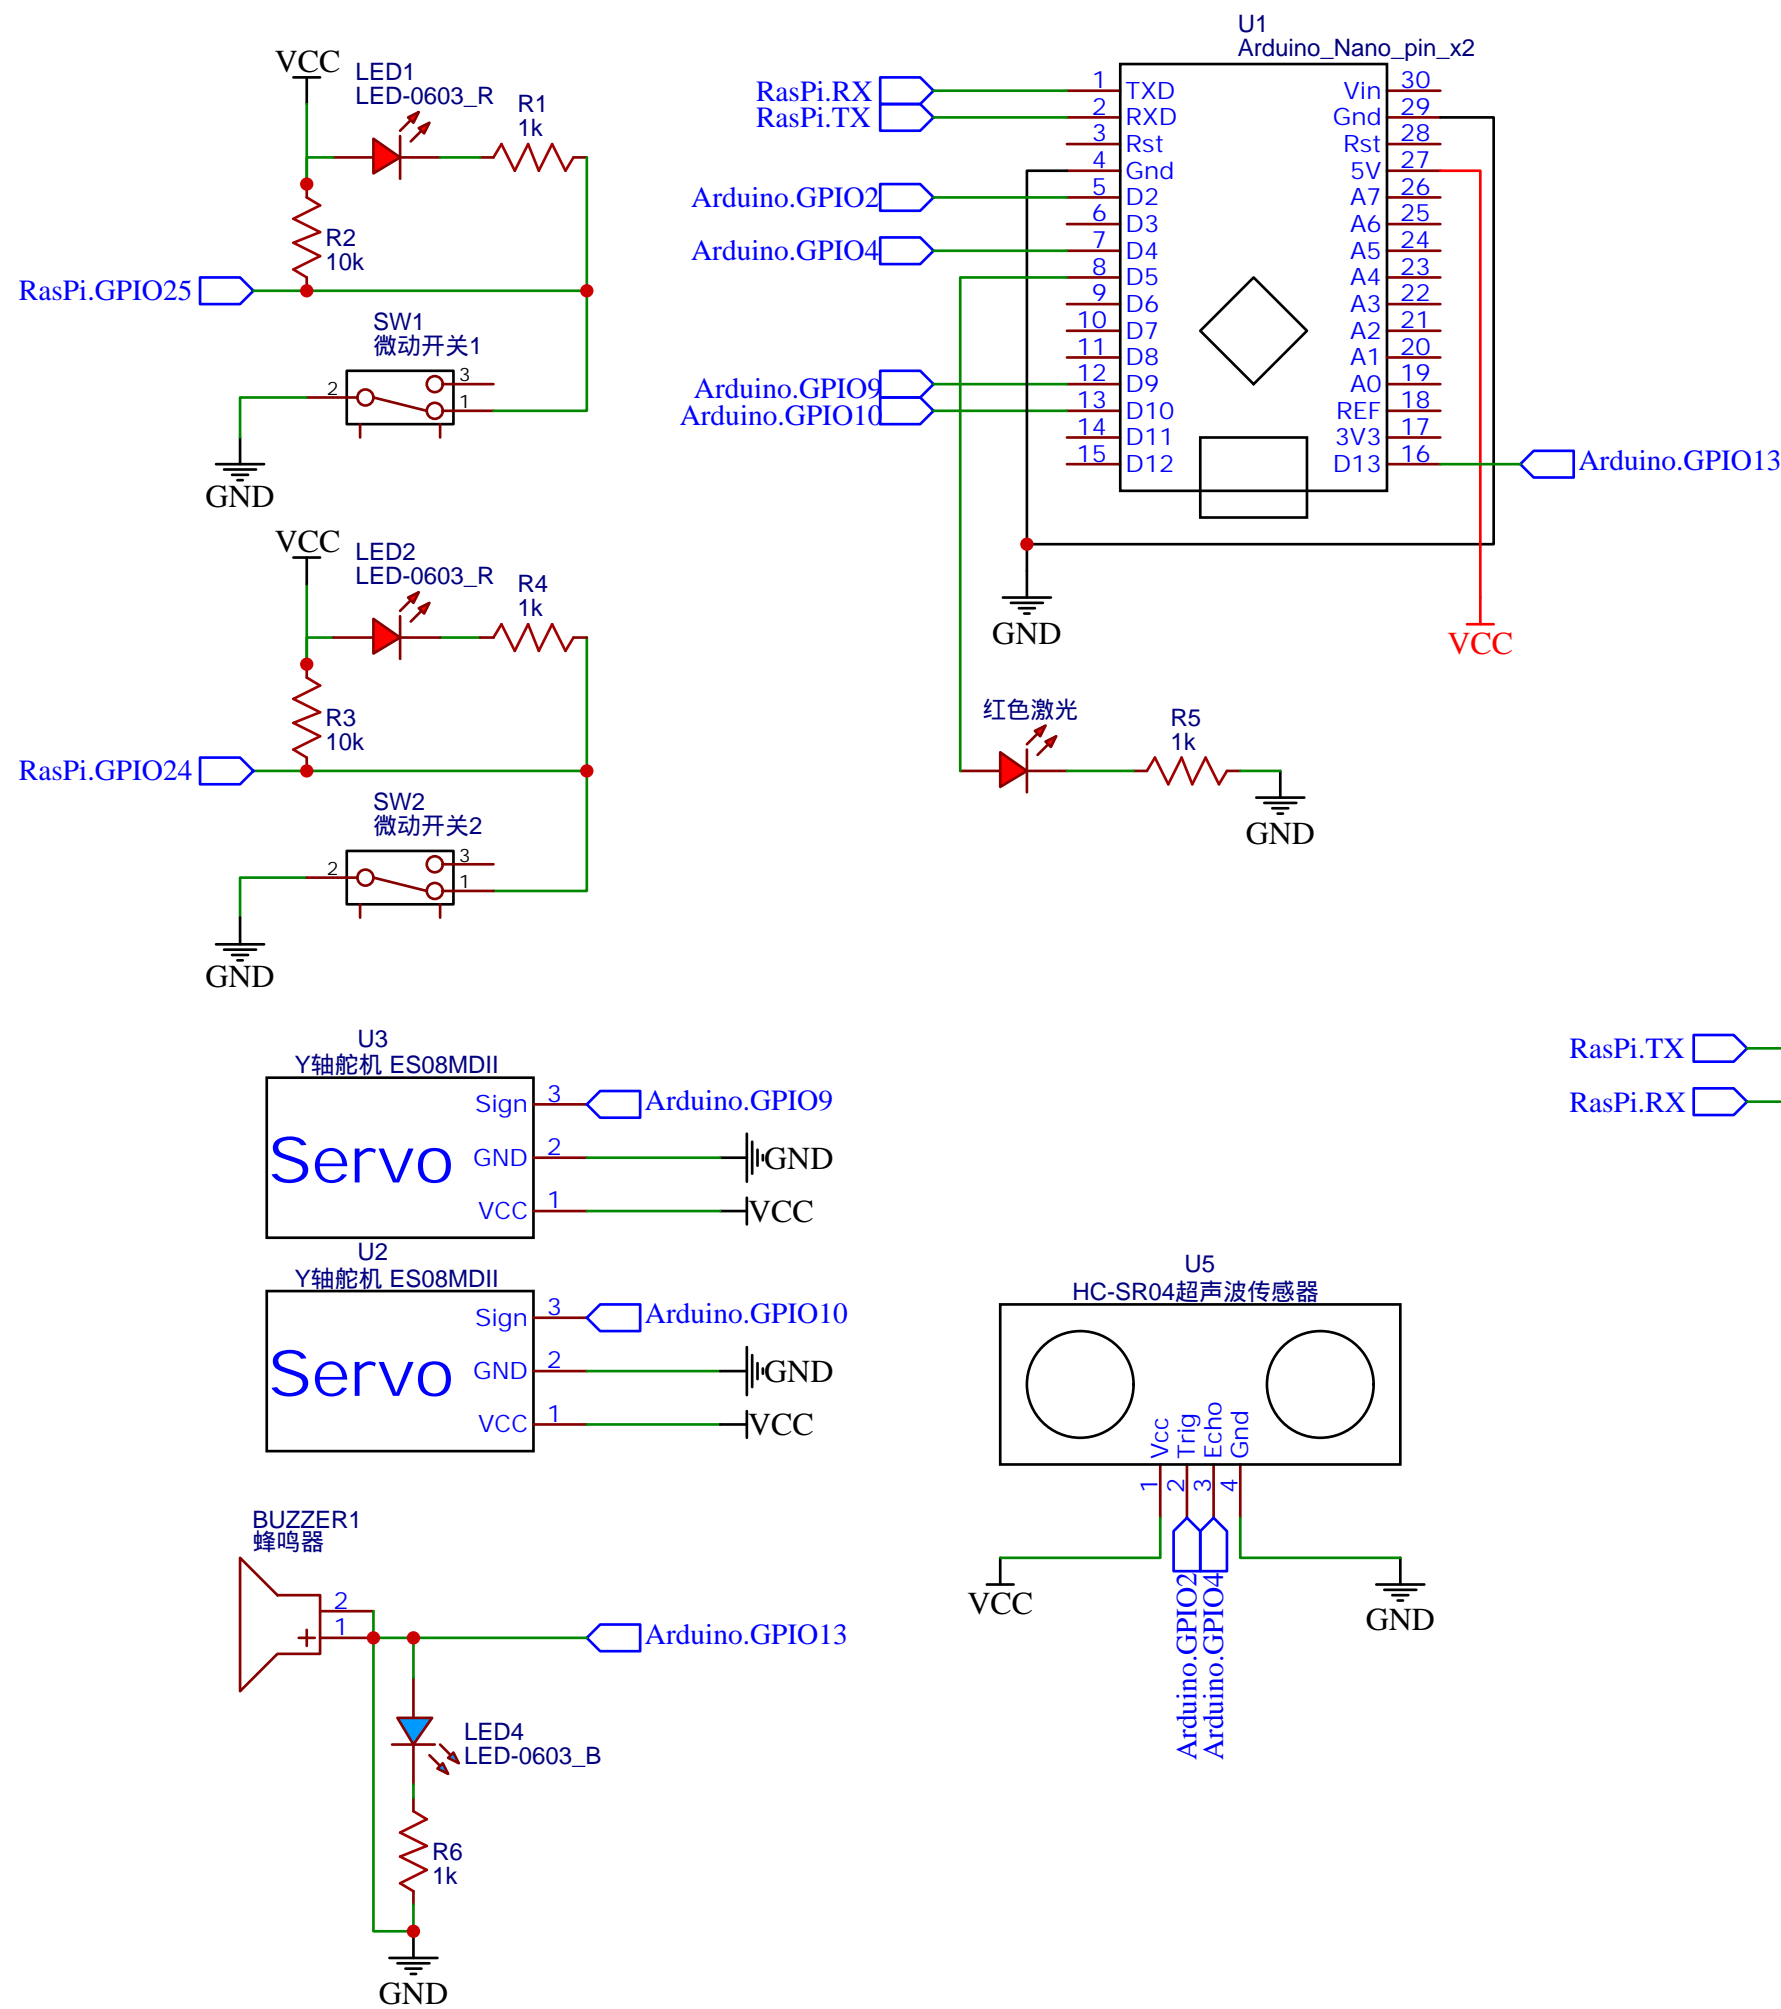 VCC
LED1
LED-0603_R
R1
1k
R2
10k
RasPi.GPIO25
SW1
微动开关1
2
3
1
GND
VCC
LED2
LED-0603_R
R4
1k
R3
10k
RasPi.GPIO24
SW2
微动开关2
2
3
1
GND
U1
Arduino_Nano_pin_x2
RasPi.RX
RasPi.TX
Arduino.GPIO2
Arduino.GPIO4
Arduino.GPIO9
Arduino.GPIO10
1 TXD
2 RXD
3 Rst
4 Gnd
5 D2
6 D3
7 D4
8 D5
9 D6
10 D7
11 D8
12 D9
13 D10
14 D11
15 D12
Vin 30
Gnd 29
Rst 28
5V 27
A7 26
A6 25
A5 24
A4 23
A3 22
A2 21
A1 20
A0 19
REF 18
3V3 17
D13 16
Arduino.GPIO13
GND
VCC
红色激光
R5
1k
GND
U3
Y轴舵机 ES08MDII
Servo
Sign 3 Arduino.GPIO9
GND 2 GND
VCC 1 VCC
U2
Y轴舵机 ES08MDII
Servo
Sign 3 Arduino.GPIO10
GND 2 GND
VCC 1 VCC
RasPi.TX
RasPi.RX
U5
HC-SR04超声波传感器
Vcc
Trig
Echo
Gnd
1
2
3
4
VCC
Arduino.GPIO2
Arduino.GPIO4
GND
BUZZER1
蜂鸣器
2
1
+
Arduino.GPIO13
LED4
LED-0603_B
R6
1k
GND